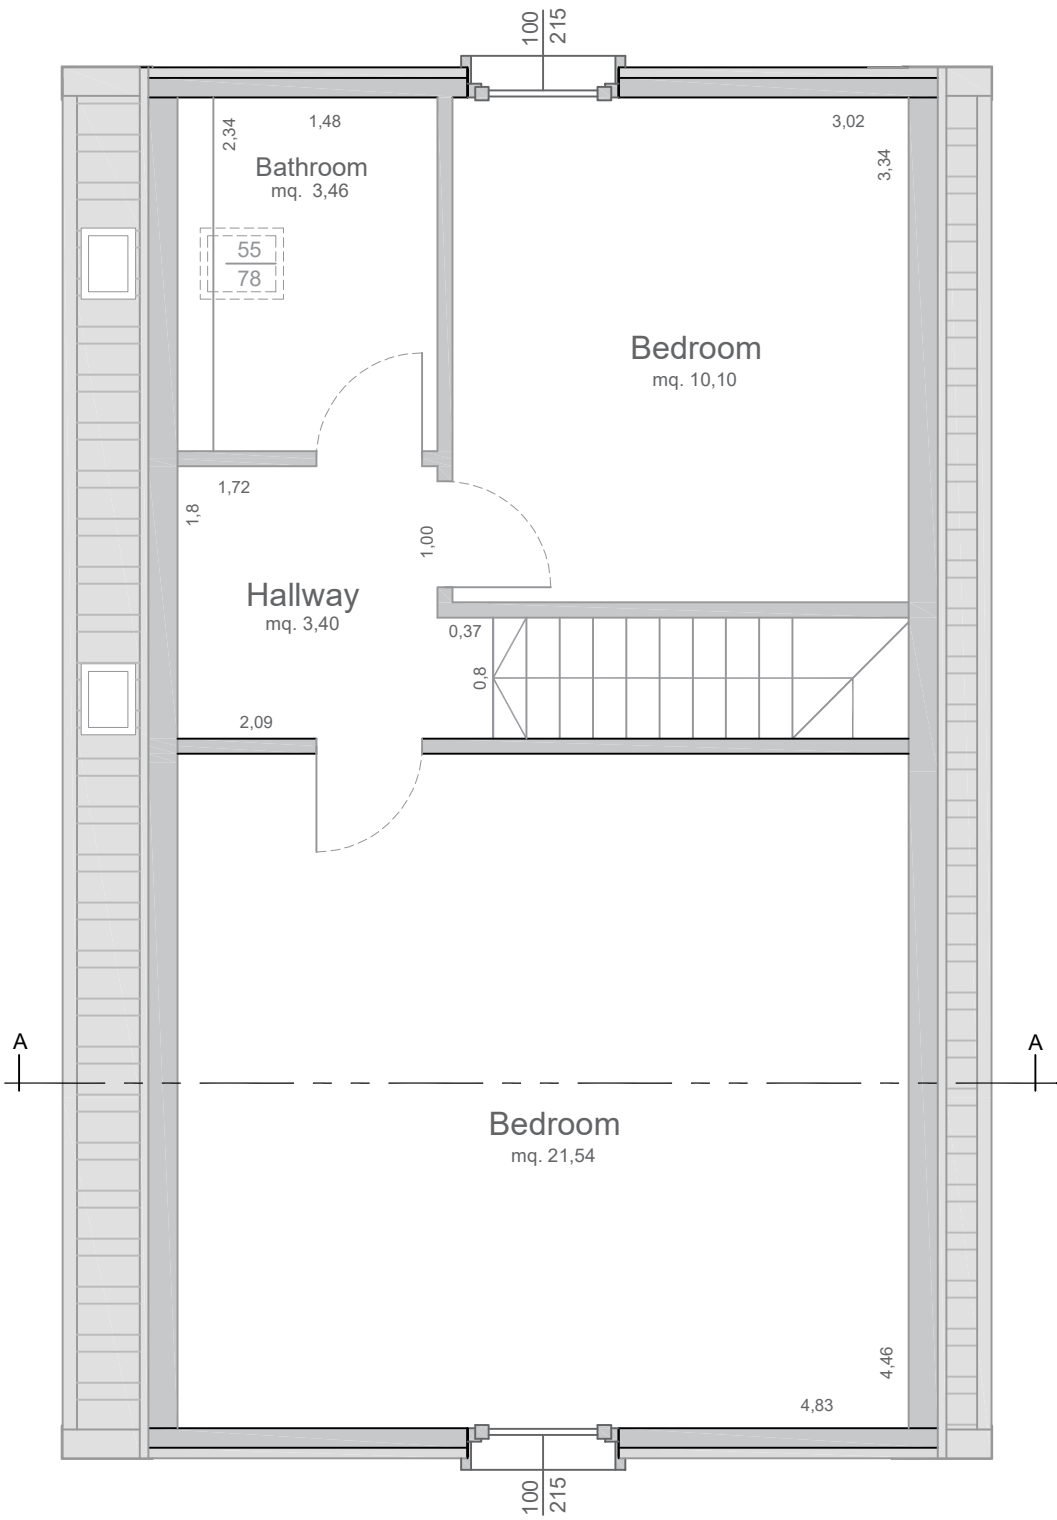 100
215
1,48
3,02
2,34
3,34
Bathroom
mq. 3,46
55
78
Bedroom
mq. 10,10
1,72
1,8
1,00
Hallway
mq. 3,40
0,37
0,8
2,09
A
A
Bedroom
mq. 21,54
4,46
4,83
100
215